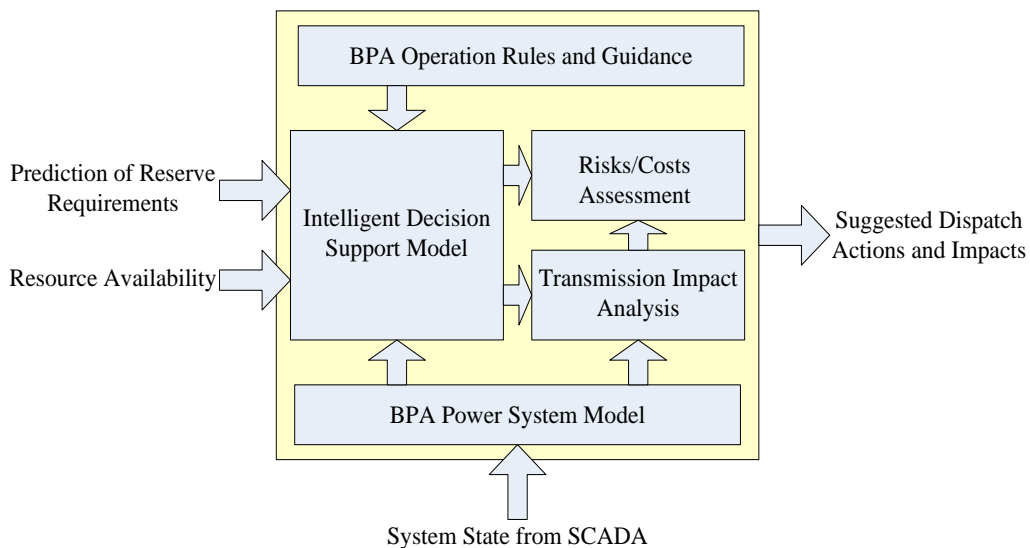 BPA Operation Rules and Guidance
Prediction of Reserve
Requirements
Resource Availability
Intelligent Decision
Support Model
Risks/Costs
Assessment
Transmission Impact
Analysis
Suggested Dispatch
Actions and Impacts
BPA Power System Model
System State from SCADA